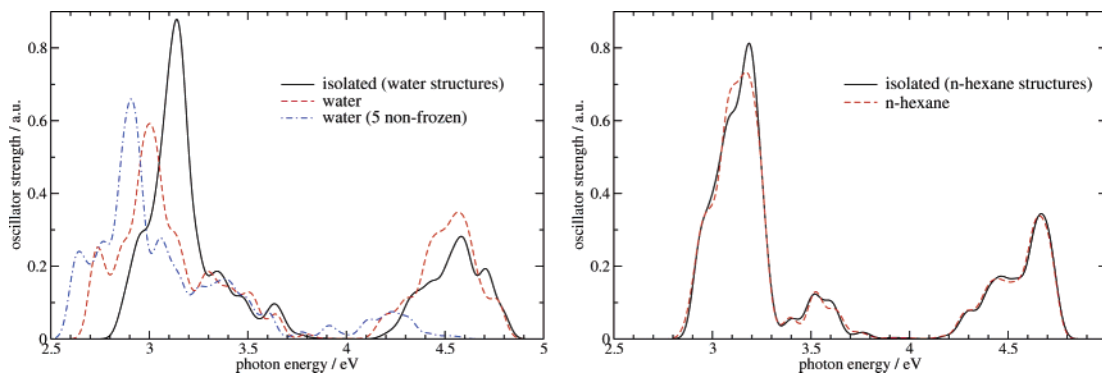 0.8
0.6
0.4
0.2
0
oscillator strength / a.u.
isolated (water structures)
water
water (5 non-frozen)
2.5 3 3.5 4 4.5 5
photon energy / eV
0.8
0.6
0.4
0.2
0
oscillator strength / a.u.
isolated (n-hexane structures)
n-hexane
2.5 3 3.5 4 4.5
photon energy / eV